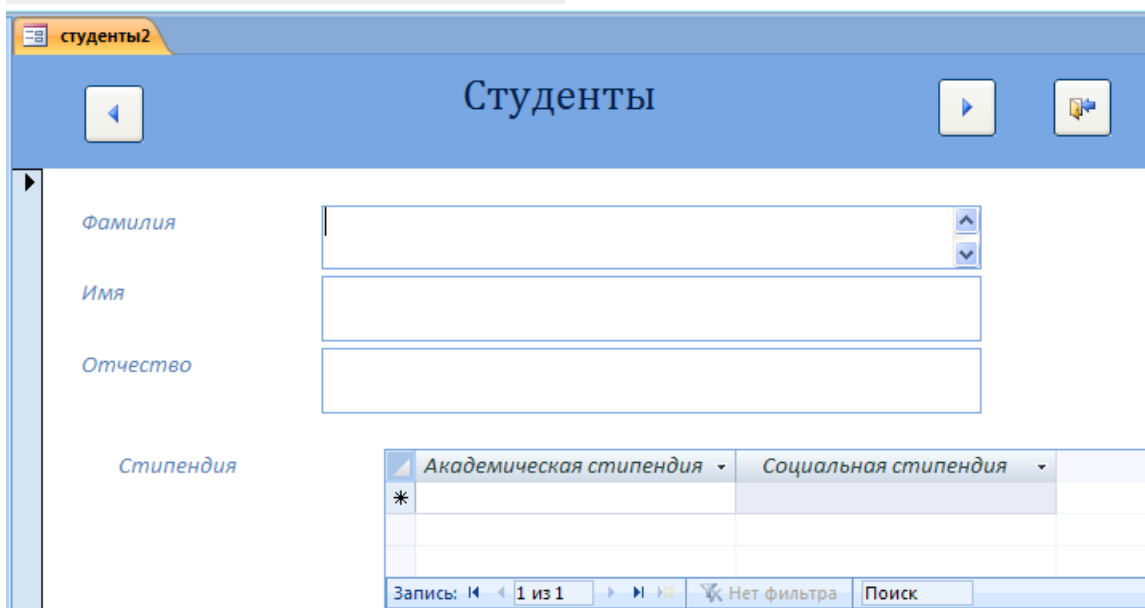 студенты2
Студенты
Фамилия
Имя
Отчество
Стипендия
Академическая стипендия Социальная стипендия
Запись: 1 из 1 Нет фильтра Поиск